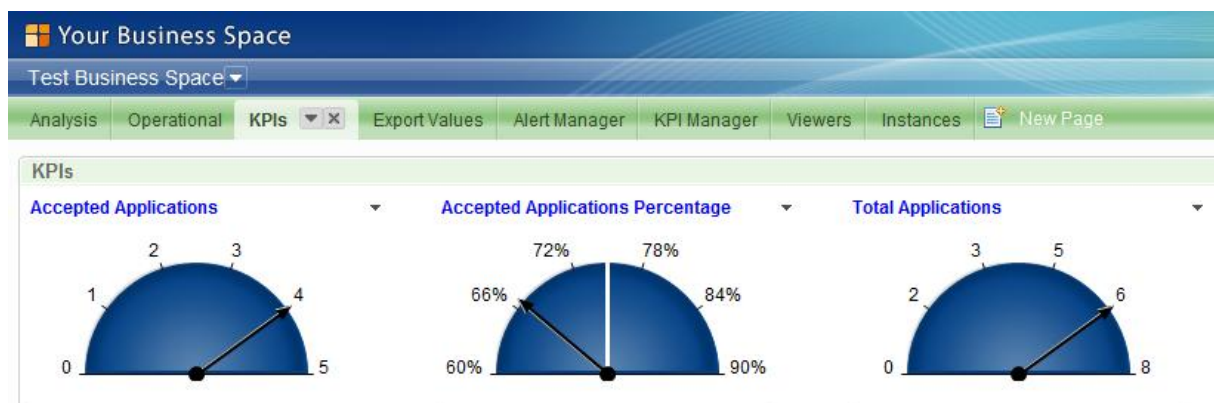 Your Business Space
Test Business Space
Analysis Operational KPIs Export Values Alert Manager KPI Manager Viewers Instances New Page
KPIs
Accepted Applications Accepted Applications Percentage Total Applications
2 3 72% 78% 3 5
1 4 66% 84% 2 6
0 5 60% 90% 0 8